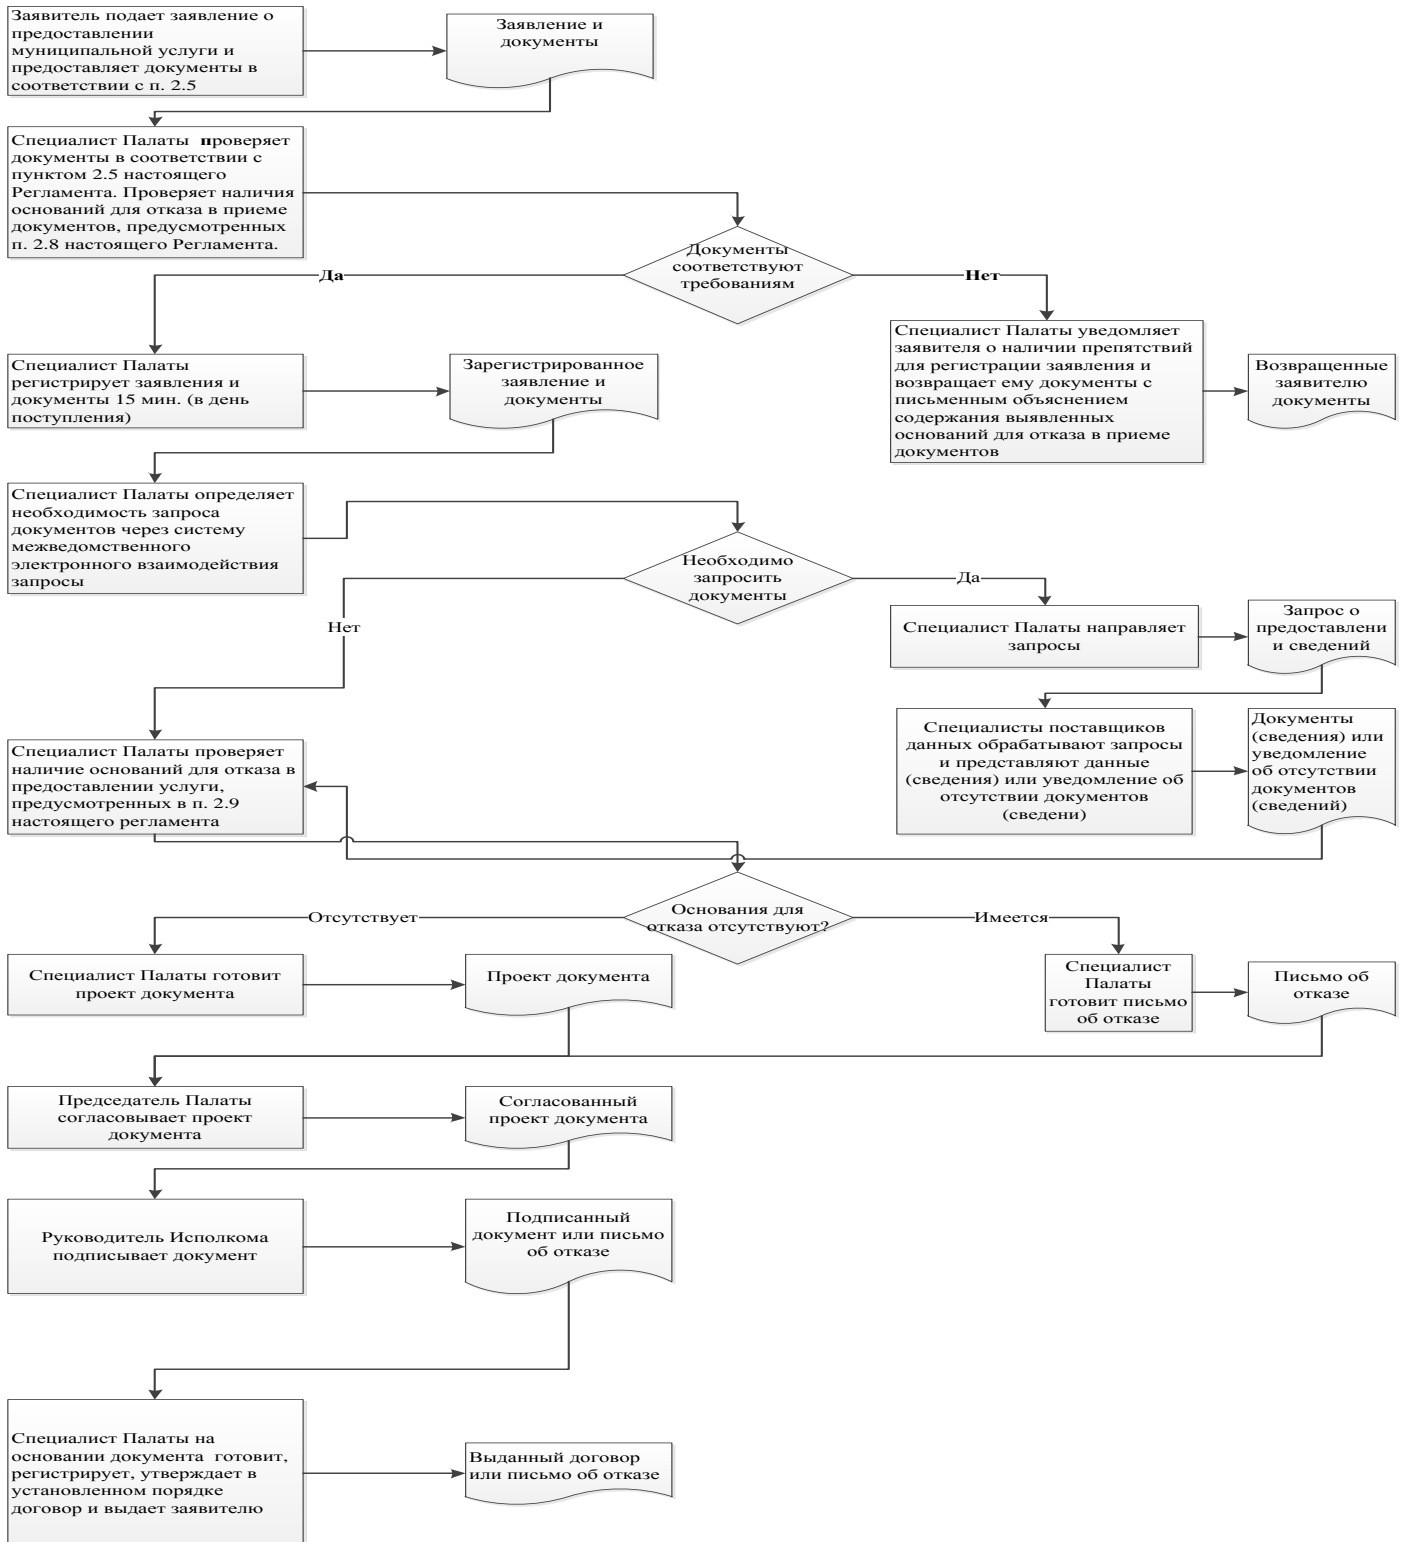 Заявитель подает заявление о
предоставлении
муниципальной услуги и
предоставляет документы в
соответствии с п. 2.5
Заявление и
документы
Специалист Палаты проверяет
документы в соответствии с
пунктом 2.5 настоящего
Регламента. Проверяет наличия
оснований для отказа в приеме
документов, предусмотренных
п. 2.8 настоящего Регламента.
Документы
соответствуют
требованиям
Да
Нет
Специалист Палаты
регистрирует заявления и
документы 15 мин. (в день
поступления)
Зарегистрированное
заявление и
документы
Специалист Палаты уведомляет
заявителя о наличии препятствий
для регистрации заявления и
возвращает ему документы с
письменным объяснением
содержания выявленных
оснований для отказа в приеме
документов
Возвращенные
заявителю
документы
Специалист Палаты определяет
необходимость запроса
документов через систему
межведомственного
электронного взаимодействия
запросы
Необходимо
запросить
документы
Да
Нет
Специалист Палаты направляет
запросы
Запрос о
предоставлени
и сведений
Специалисты поставщиков
данных обрабатывают запросы
и представляют данные
(сведения) или уведомление об
отсутствии документов
(сведени)
Документы
(сведения) или
уведомление
об отсутствии
документов
(сведений)
Специалист Палаты проверяет
наличие оснований для отказа в
предоставлении услуги,
предусмотренных в п. 2.9
настоящего регламента
Основания для
отказа отсутствуют?
Отсутствует
Имеется
Специалист Палаты готовит
проект документа
Проект документа
Специалист
Палаты
готовит письмо
об отказе
Письмо об
отказе
Председатель Палаты
согласовывает проект
документа
Согласованный
проект документа
Руководитель Исполкома
подписывает документ
Подписанный
документ или письмо
об отказе
Специалист Палаты на
основании документа готовит,
регистрирует, утверждает в
установленном порядке
договор и выдает заявителю
Выданный договор
или письмо об отказе